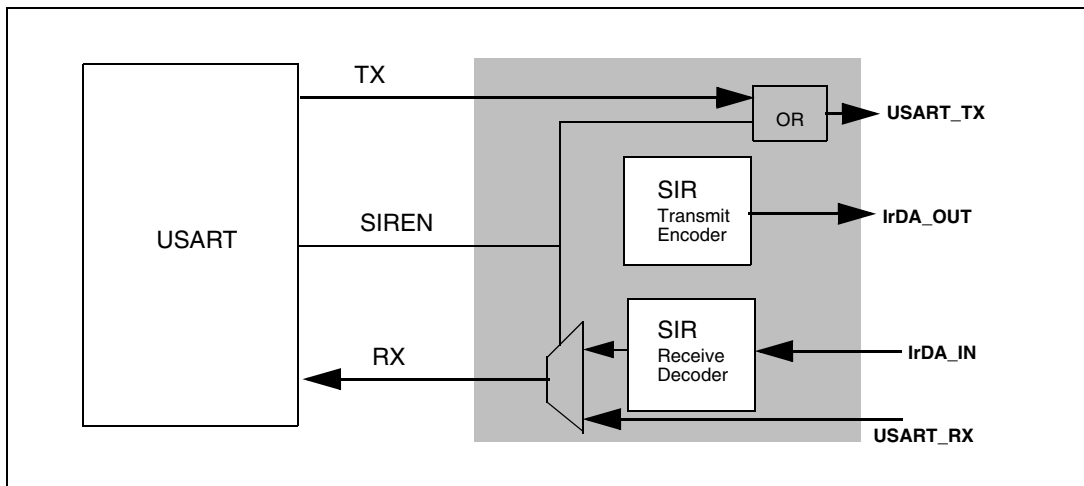 TX
OR
USART_TX
SIR
Transmit
Encoder
IrDA_OUT
USART
SIREN
SIR
Receive
Decoder
IrDA_IN
RX
USART_RX